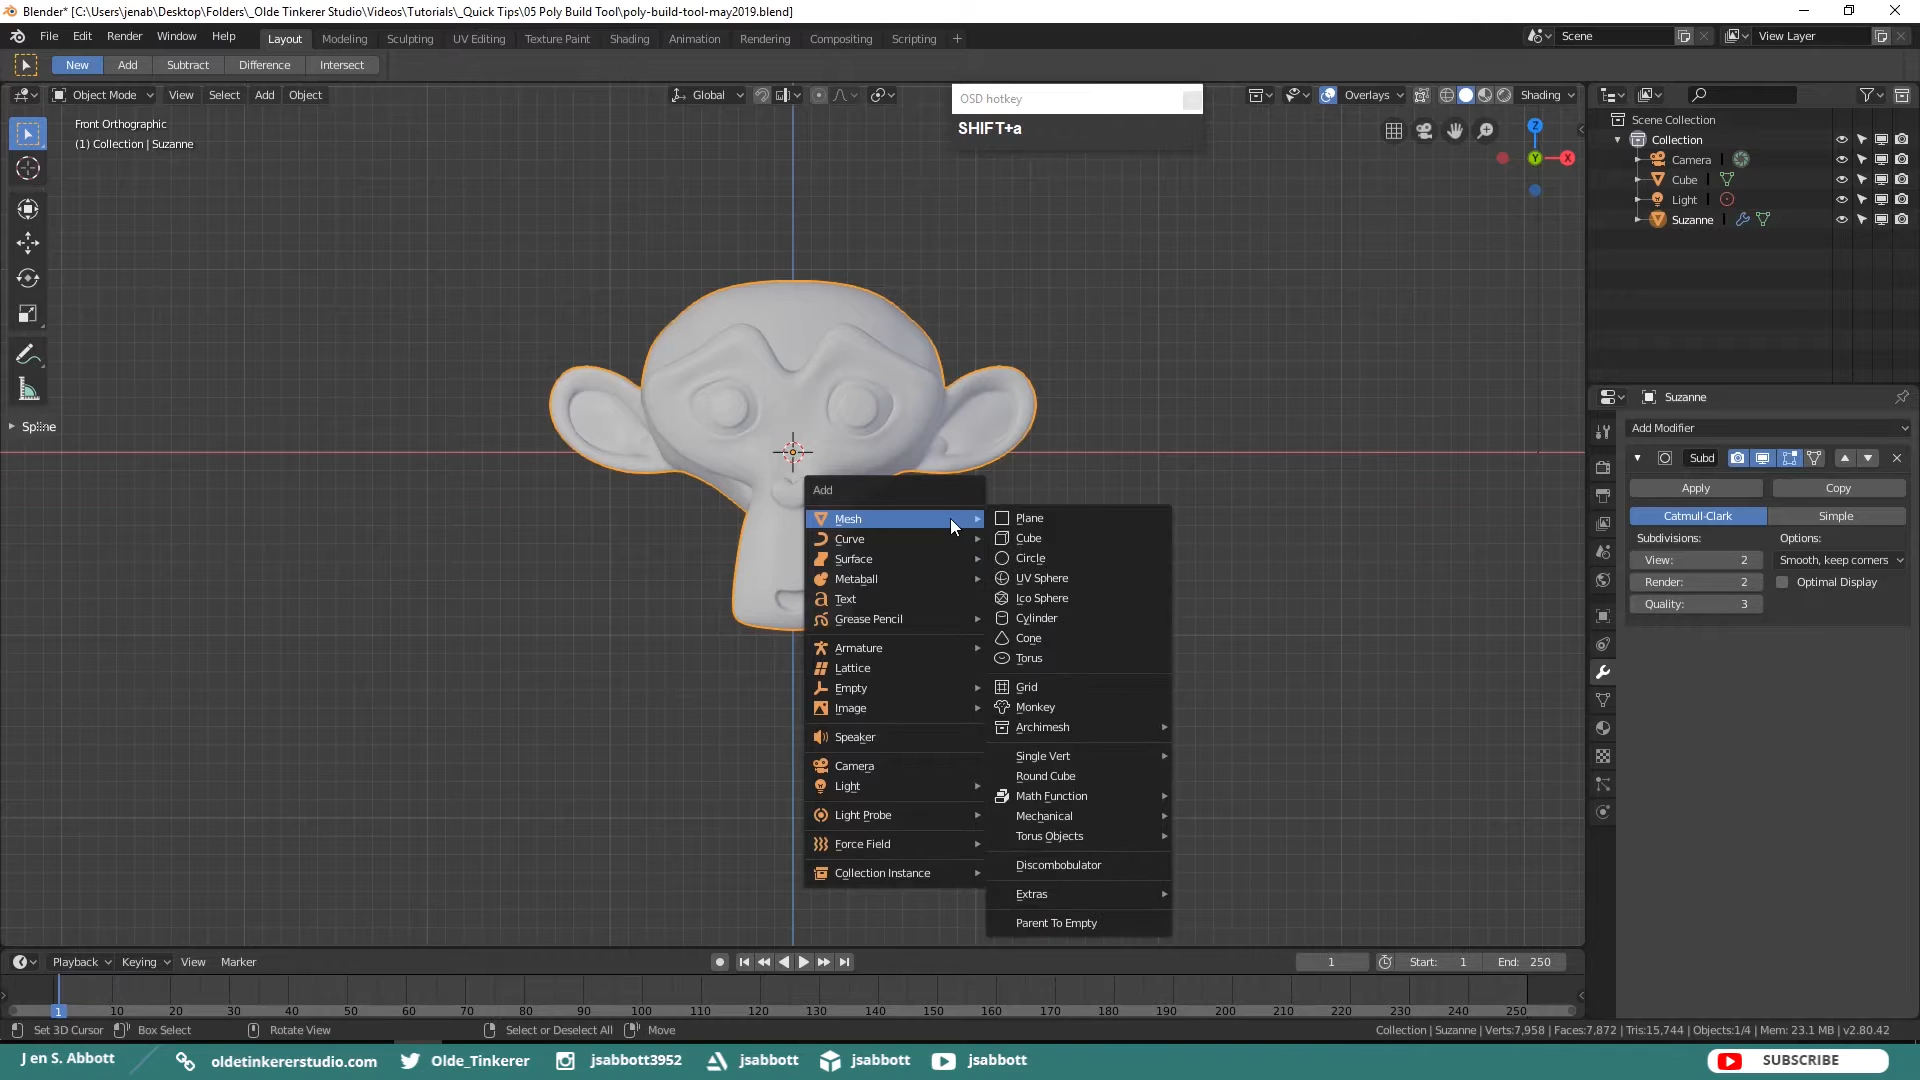 Blender* [C:\Users\jenab\Desktop\Folders\_Olde Tinkerer Studio\Videos\Tutorials\_Quick Tips\05 Poly Build Tool\poly-build-tool-may2019.blend]
File Edit Render Window Help Layout Modeling Sculpting UV Editing Texture Paint Shading Animation Rendering Compositing Scripting + Scene View Layer
New Add Subtract Difference Intersect
Object Mode View Select Add Object Global OSD hotkey Overlays Shading
SHIFT+a
Front Orthographic
(1) Collection | Suzanne
Z
Y X
Scene Collection
Collection
Camera
Cube
Light
Suzanne
Spline
Suzanne
Add Modifier
Subd
Apply Copy
Catmull-Clark Simple
Subdivisions: Options:
View: 2 Smooth, keep corners
Render: 2 Optimal Display
Quality: 3
Add
Mesh
Curve
Surface
Metaball
Text
Grease Pencil
Armature
Lattice
Empty
Image
Speaker
Camera
Light
Light Probe
Force Field
Collection Instance
Plane
Cube
Circle
UV Sphere
Ico Sphere
Cylinder
Cone
Torus
Grid
Monkey
Archimesh
Single Vert
Round Cube
Math Function
Mechanical
Torus Objects
Discombobulator
Extras
Parent To Empty
Playback Keying View Marker 1 Start: 1 End: 250
1 10 20 30 40 50 60 70 80 90 100 110 120 130 140 150 160 170 180 190 200 210 220 230 240 250
Set 3D Cursor Box Select Rotate View Select or Deselect All Move Collection | Suzanne | Verts:7,958 | Faces:7,872 | Tris:15,744 | Objects:1/4 | Mem: 23.1 MB | v2.80.42
J en S. Abbott oldetinkererstudio.com Olde_Tinkerer jsabbott3952 jsabbott jsabbott jsabbott SUBSCRIBE